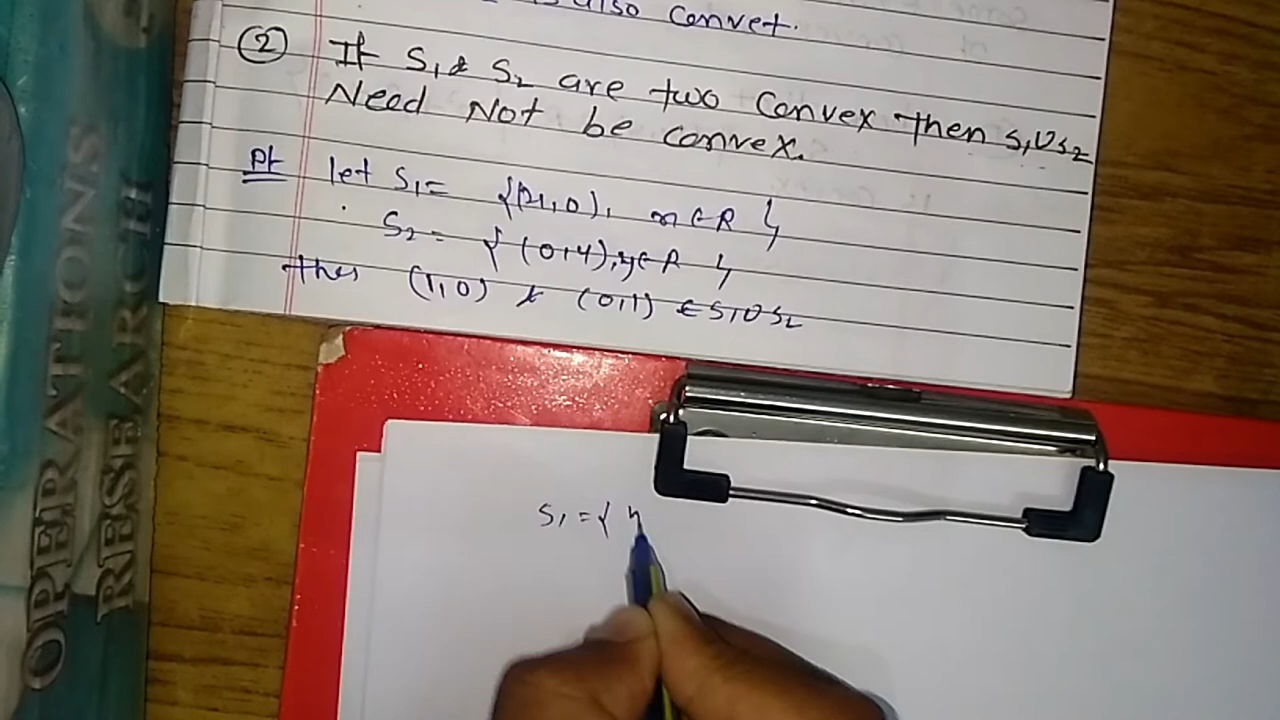 is also Convex.
② If S₁ & S₂ are two Convex then S₁∪S₂
Need Not be convex.
Pf let S₁ = {(x,0), x∈R}
S₂ = {(0,y), y∈R}
then (1,0) & (0,1) ∈ S₁∪S₂
S₁ = {
OPERATIONS
RESEARCH